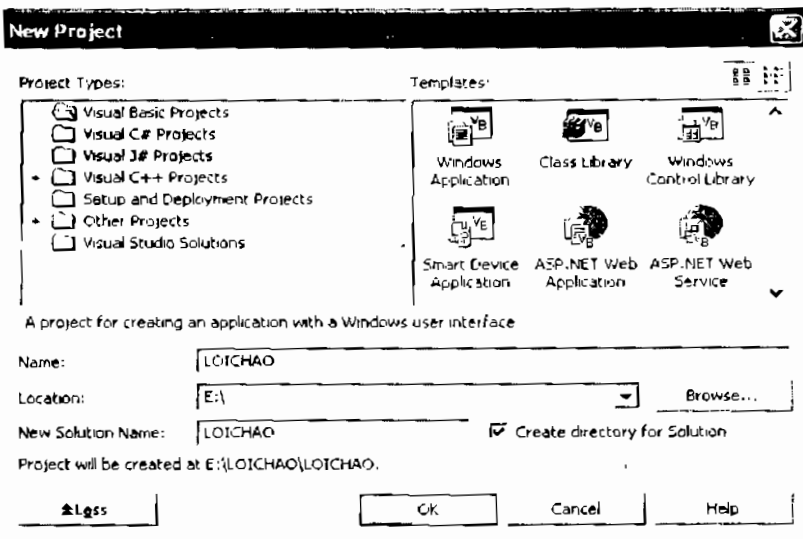 New Project
Project Types:
Templates:
Visual Basic Projects
Visual C# Projects
Visual J# Projects
Visual C++ Projects
Setup and Deployment Projects
Other Projects
Visual Studio Solutions
Windows Application
Class Library
Windows Control Library
Smart Device Application
ASP.NET Web Application
ASP.NET Web Service
A project for creating an application with a Windows user interface
Name:
LOICHAO
Location:
E:\
Browse...
New Solution Name:
LOICHAO
Create directory for Solution
Project will be created at E:\LOICHAO\LOICHAO.
Less
OK
Cancel
Help